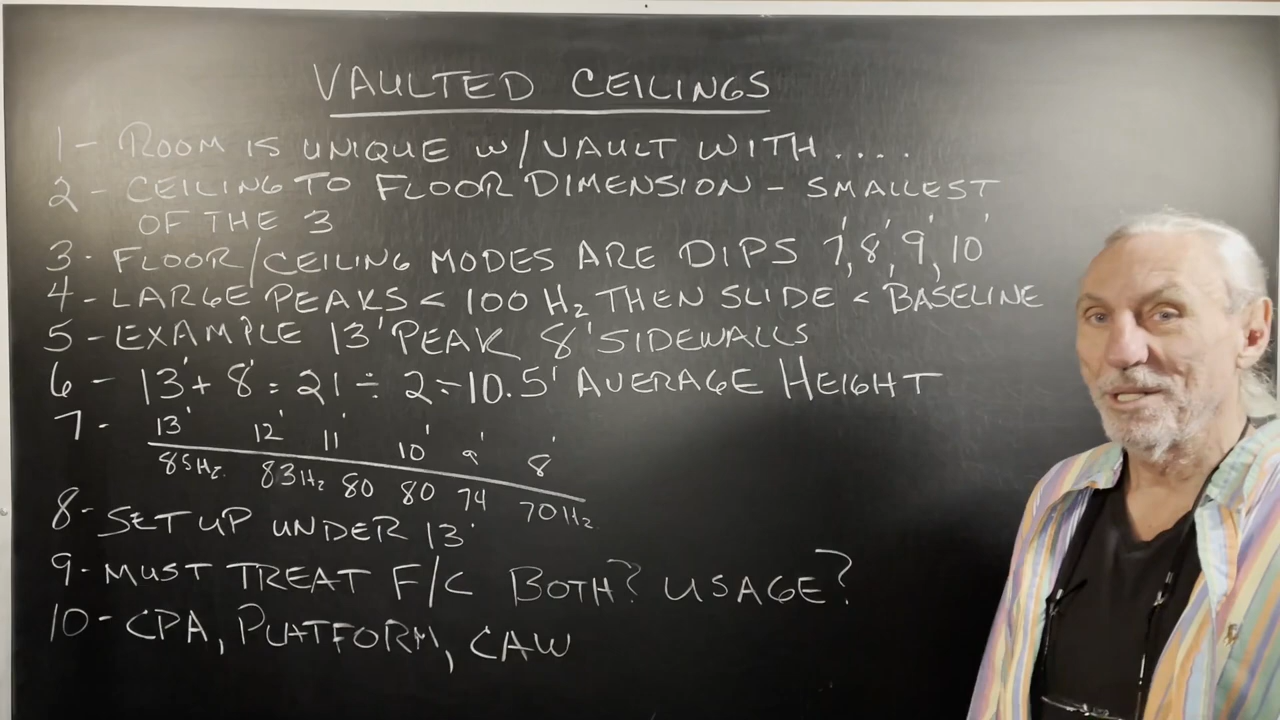 VAULTED CEILINGS
1- ROOM IS UNIQUE W/VAULT WITH....
2- CEILING TO FLOOR DIMENSION - SMALLEST
OF THE 3
3- FLOOR/CEILING MODES ARE DIPS 7', 8', 9', 10'
4- LARGE PEAKS < 100 Hz THEN SLIDE < BASELINE
5- EXAMPLE 13' PEAK 8' SIDEWALLS
6- 13' + 8' = 21 ÷ 2 = 10.5' AVERAGE HEIGHT
7- 13' 12' 11' 10' 9' 8'
85Hz. 83Hz 80 80 74 70Hz.
8- SET UP UNDER 13'
9- MUST TREAT F/C BOTH? USAGE?
10- CPA, PLATFORM, CAW